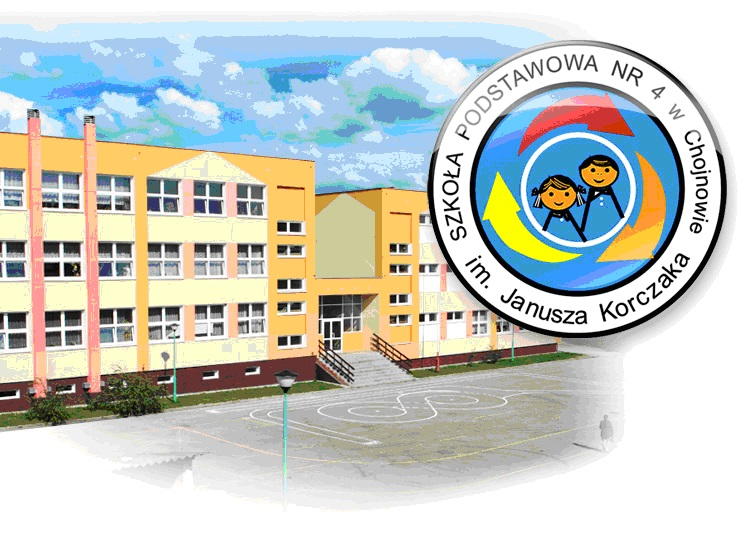 SZKOŁA PODSTAWOWA NR 4 w Chojnowie
im. Janusza Korczaka